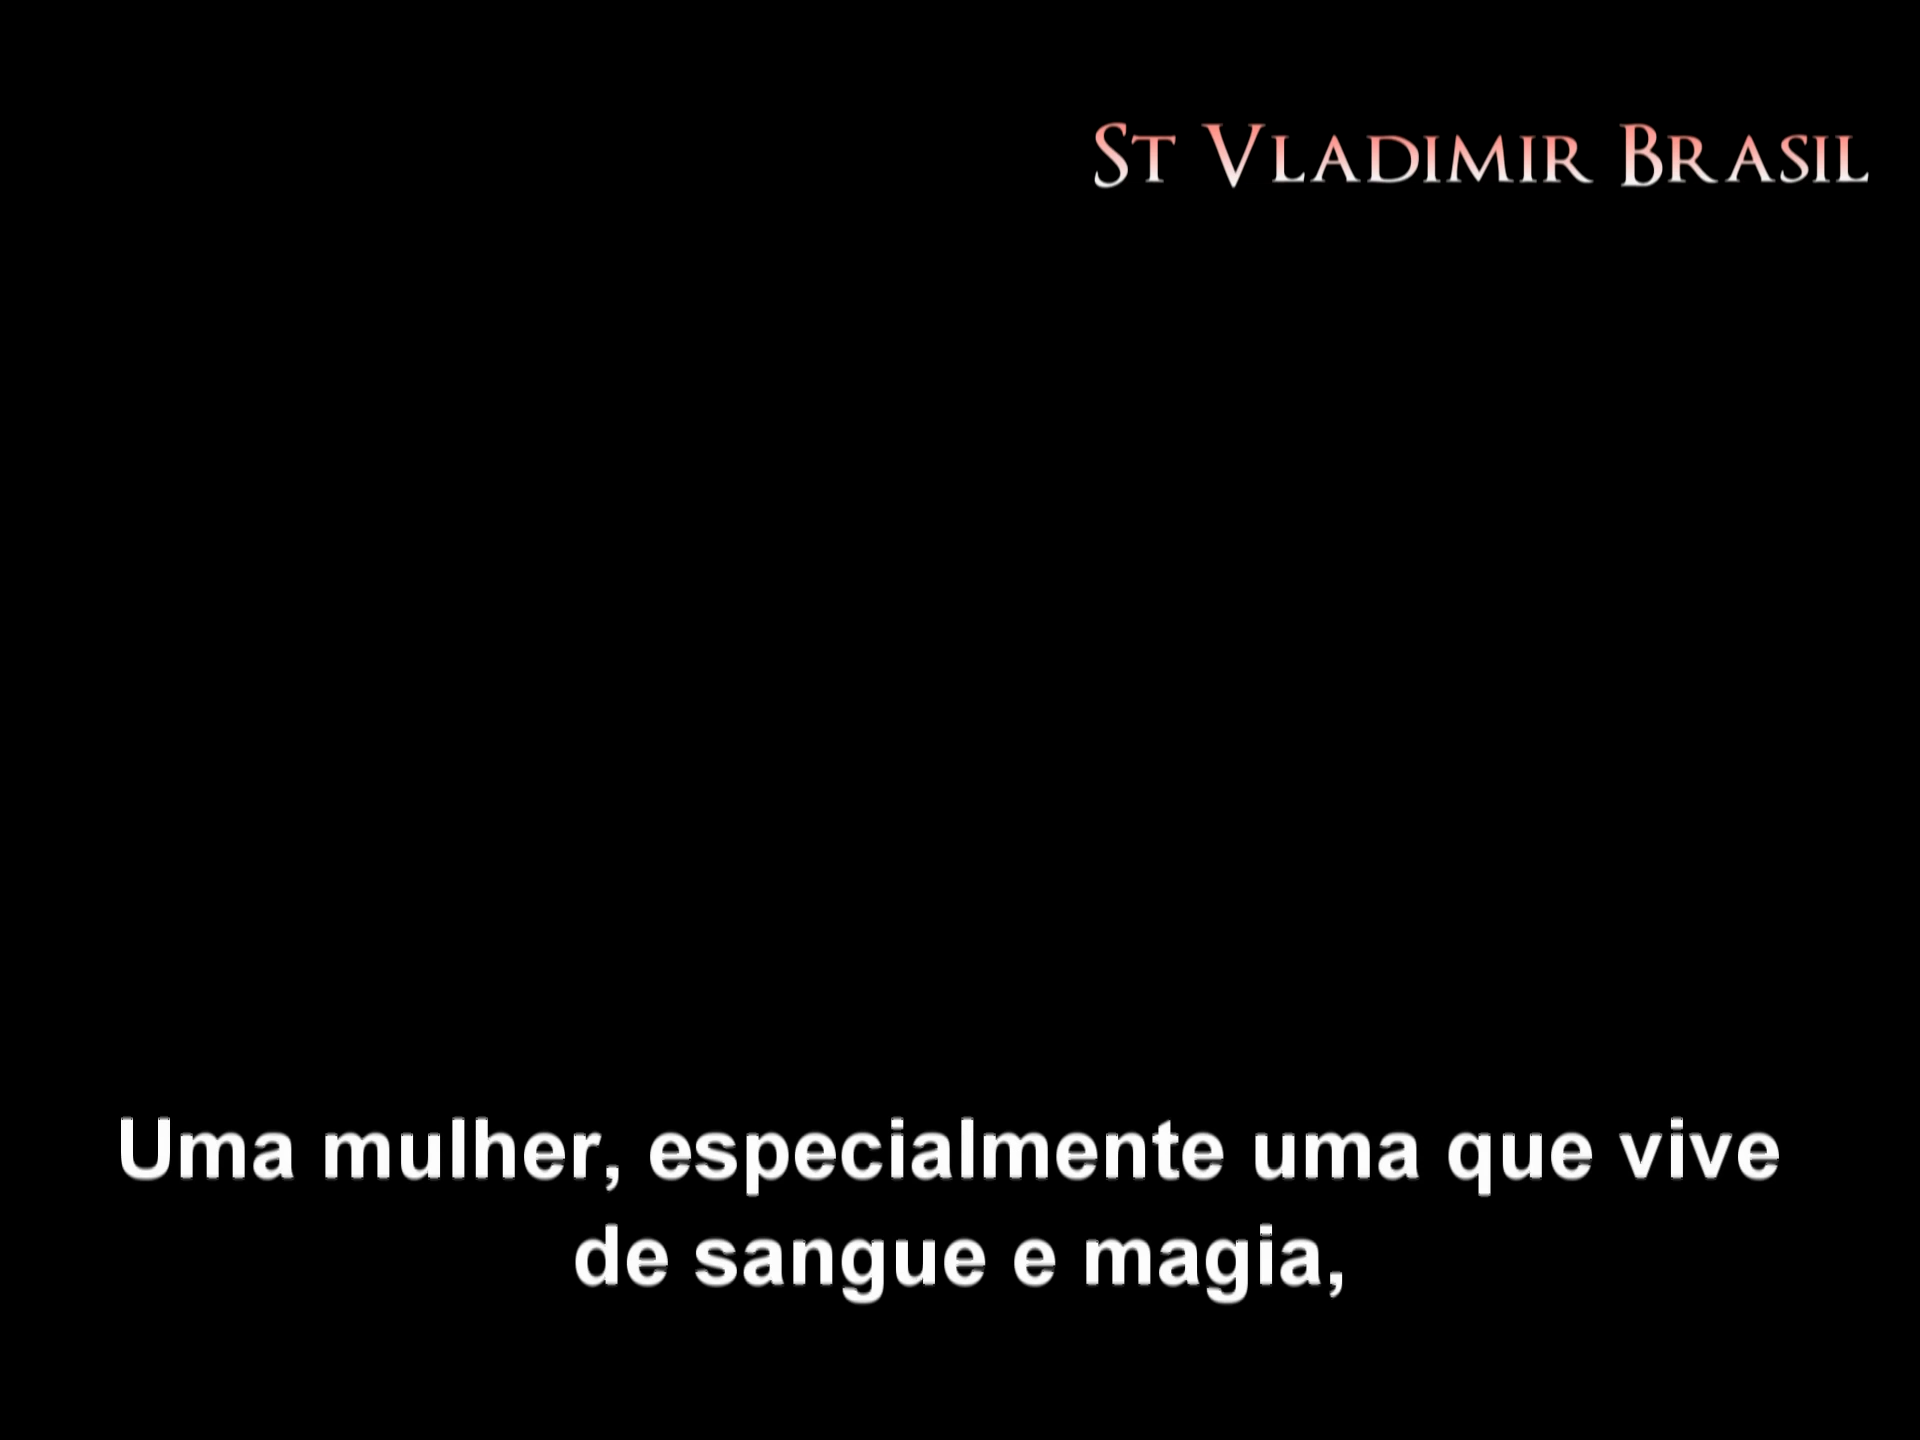 St Vladimir Brasil
Uma mulher, especialmente uma que vive
de sangue e magia,